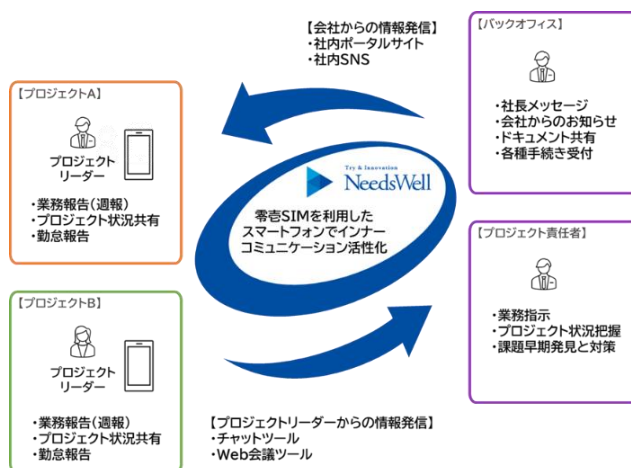 【会社からの情報発信】
・社内ポータルサイト
・社内SNS
【バックオフィス】
・社長メッセージ
・会社からのお知らせ
・ドキュメント共有
・各種手続き受付
【プロジェクトA】
プロジェクト
リーダー
・業務報告(週報)
・プロジェクト状況共有
・勤怠報告
Try & Innovation
NeedsWell
零壱SIMを利用した
スマートフォンでインナー
コミュニケーション活性化
【プロジェクト責任者】
・業務指示
・プロジェクト状況把握
・課題早期発見と対策
【プロジェクトB】
プロジェクト
リーダー
・業務報告(週報)
・プロジェクト状況共有
・勤怠報告
【プロジェクトリーダーからの情報発信】
・チャットツール
・Web会議ツール